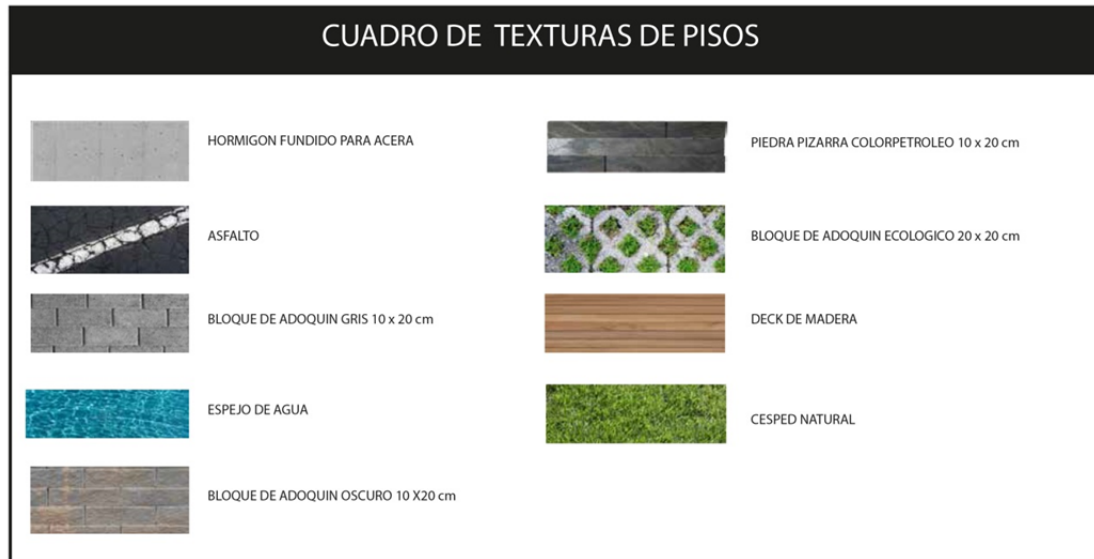 CUADRO DE TEXTURAS DE PISOS
HORMIGON FUNDIDO PARA ACERA
ASFALTO
BLOQUE DE ADOQUIN GRIS 10 x 20 cm
ESPEJO DE AGUA
BLOQUE DE ADOQUIN OSCURO 10 X20 cm
PIEDRA PIZARRA COLORPETROLEO 10 x 20 cm
BLOQUE DE ADOQUIN ECOLOGICO 20 x 20 cm
DECK DE MADERA
CESPED NATURAL